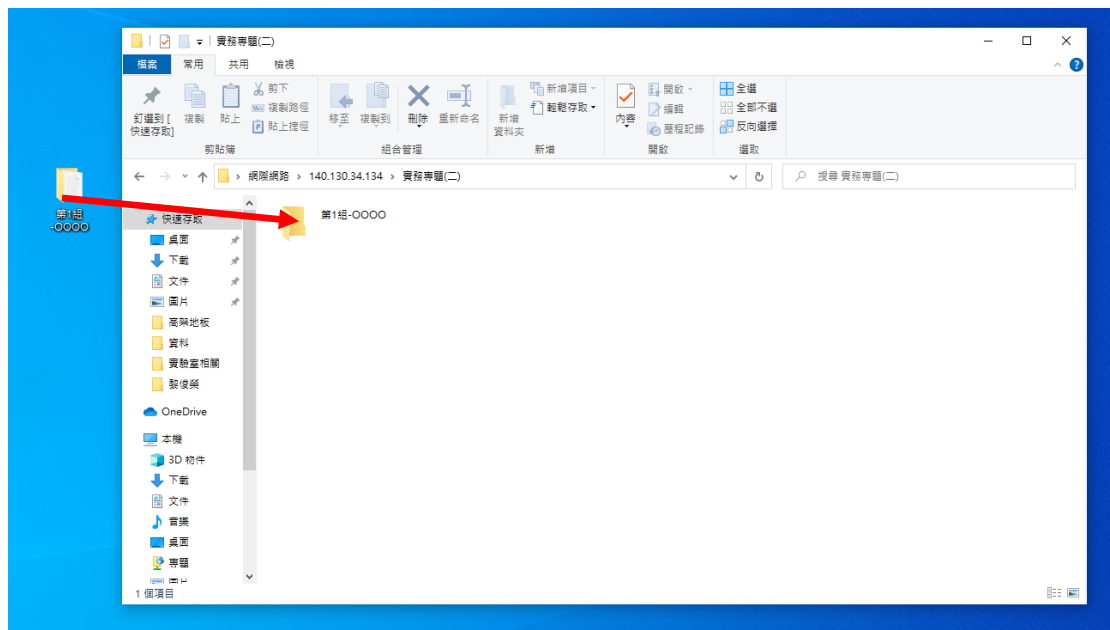 實務專題(二)
檔案 常用 共用 檢視
釘選到 [
快速存取]
複製
貼上
剪下
複製路徑
貼上捷徑
剪貼簿
移至
複製到
刪除
重新命名
組合管理
新增
資料夾
新增項目
輕鬆存取
新增
內容
開啟
編輯
歷程記錄
開啟
全選
全部不選
反向選擇
選取
網際網路 › 140.130.34.134 › 實務專題(二)
搜尋 實務專題(二)
第1組
-OOOO
第1組-OOOO
快速存取
桌面
下載
文件
圖片
高架地板
資料
實驗室相關
黎俊榮
OneDrive
本機
3D 物件
下載
文件
音樂
桌面
專題
圖片
1 個項目